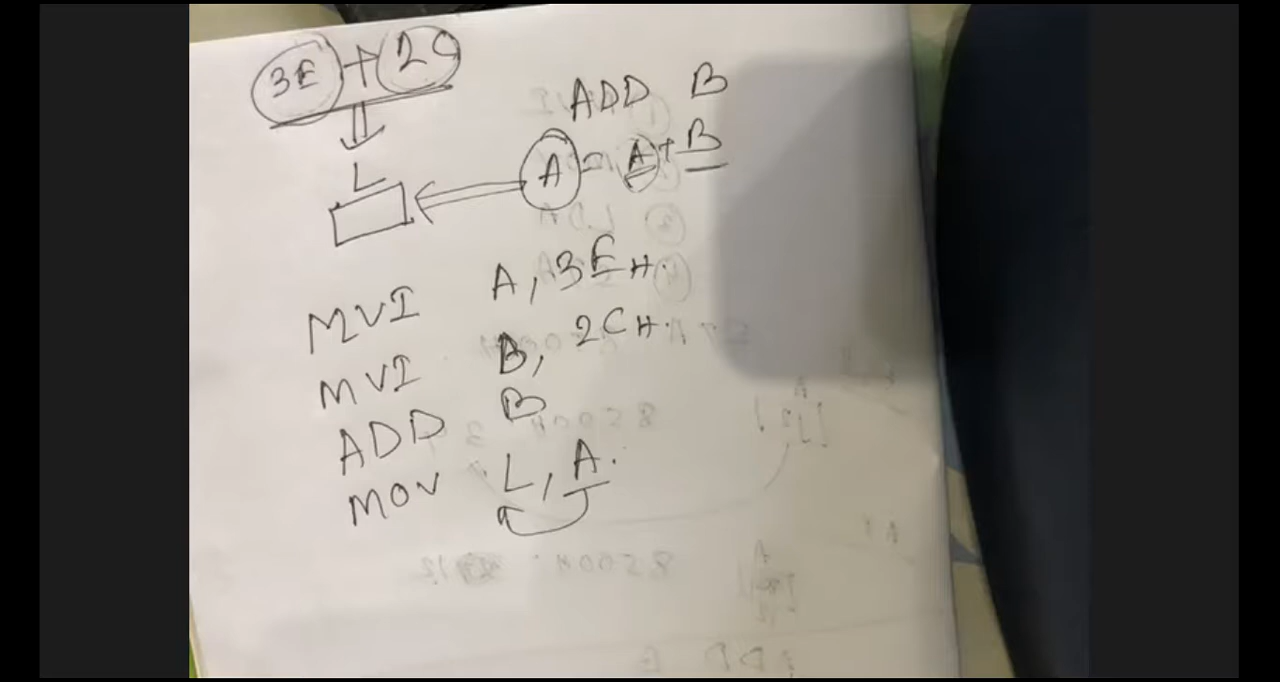 3E + 2C
ADD B
A = A + B
L
MVI A, 3EH.
MVI B, 2CH.
ADD B
MOV L, A.